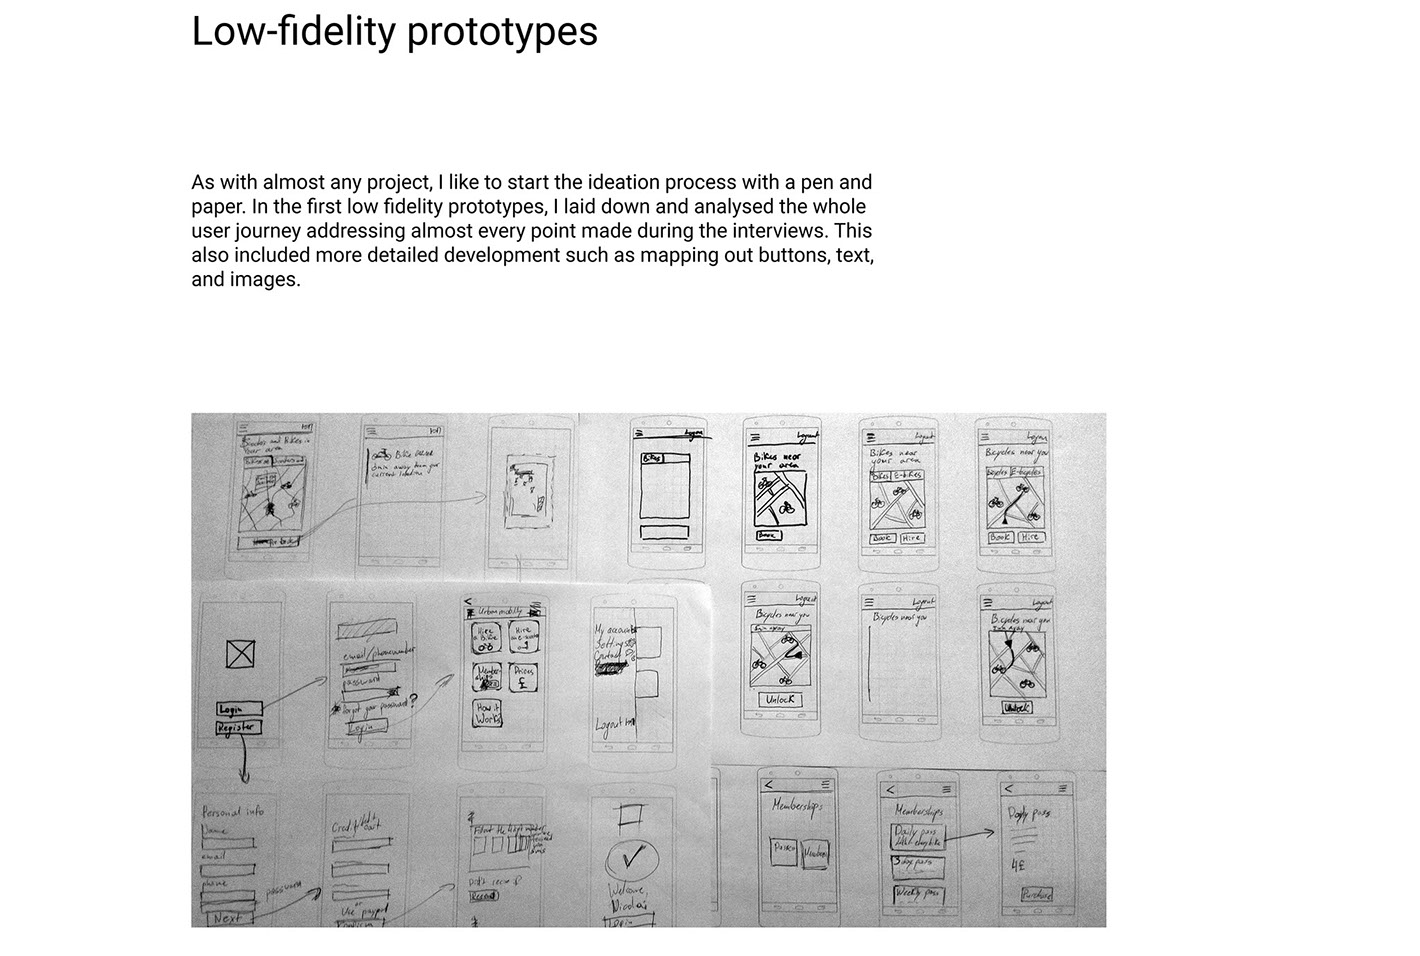 Low-fidelity prototypes
As with almost any project, I like to start the ideation process with a pen and
paper. In the first low fidelity prototypes, I laid down and analysed the whole
user journey addressing almost every point made during the interviews. This
also included more detailed development such as mapping out buttons, text,
and images.
Bikes
Logout
Bikes near
your area
Book
Logout
Bikes near
your area
Bikes E-bikes
Book Hire
Bicycles near you
Bicycles E-bicycles
Book Hire
Login
Register
email/phonenumber
password
forgot your password?
Login
Urban mobility
Hire
a Bike
Hire
Prices
£
How it
Works
My account
Settings
Contact
Logout
Logout
Bicycles near you
Unlock
Logout
Bicycles near you
Logout
Bicycles near you
Unlock
Personal info
Name
email
phone
password
Next
Use paypal
Resend
Welcome,
Nicolai
Login
Memberships
Members
Memberships
Daily pass
3 day pass
Weekly pass
Daily pass
4£
Purchase